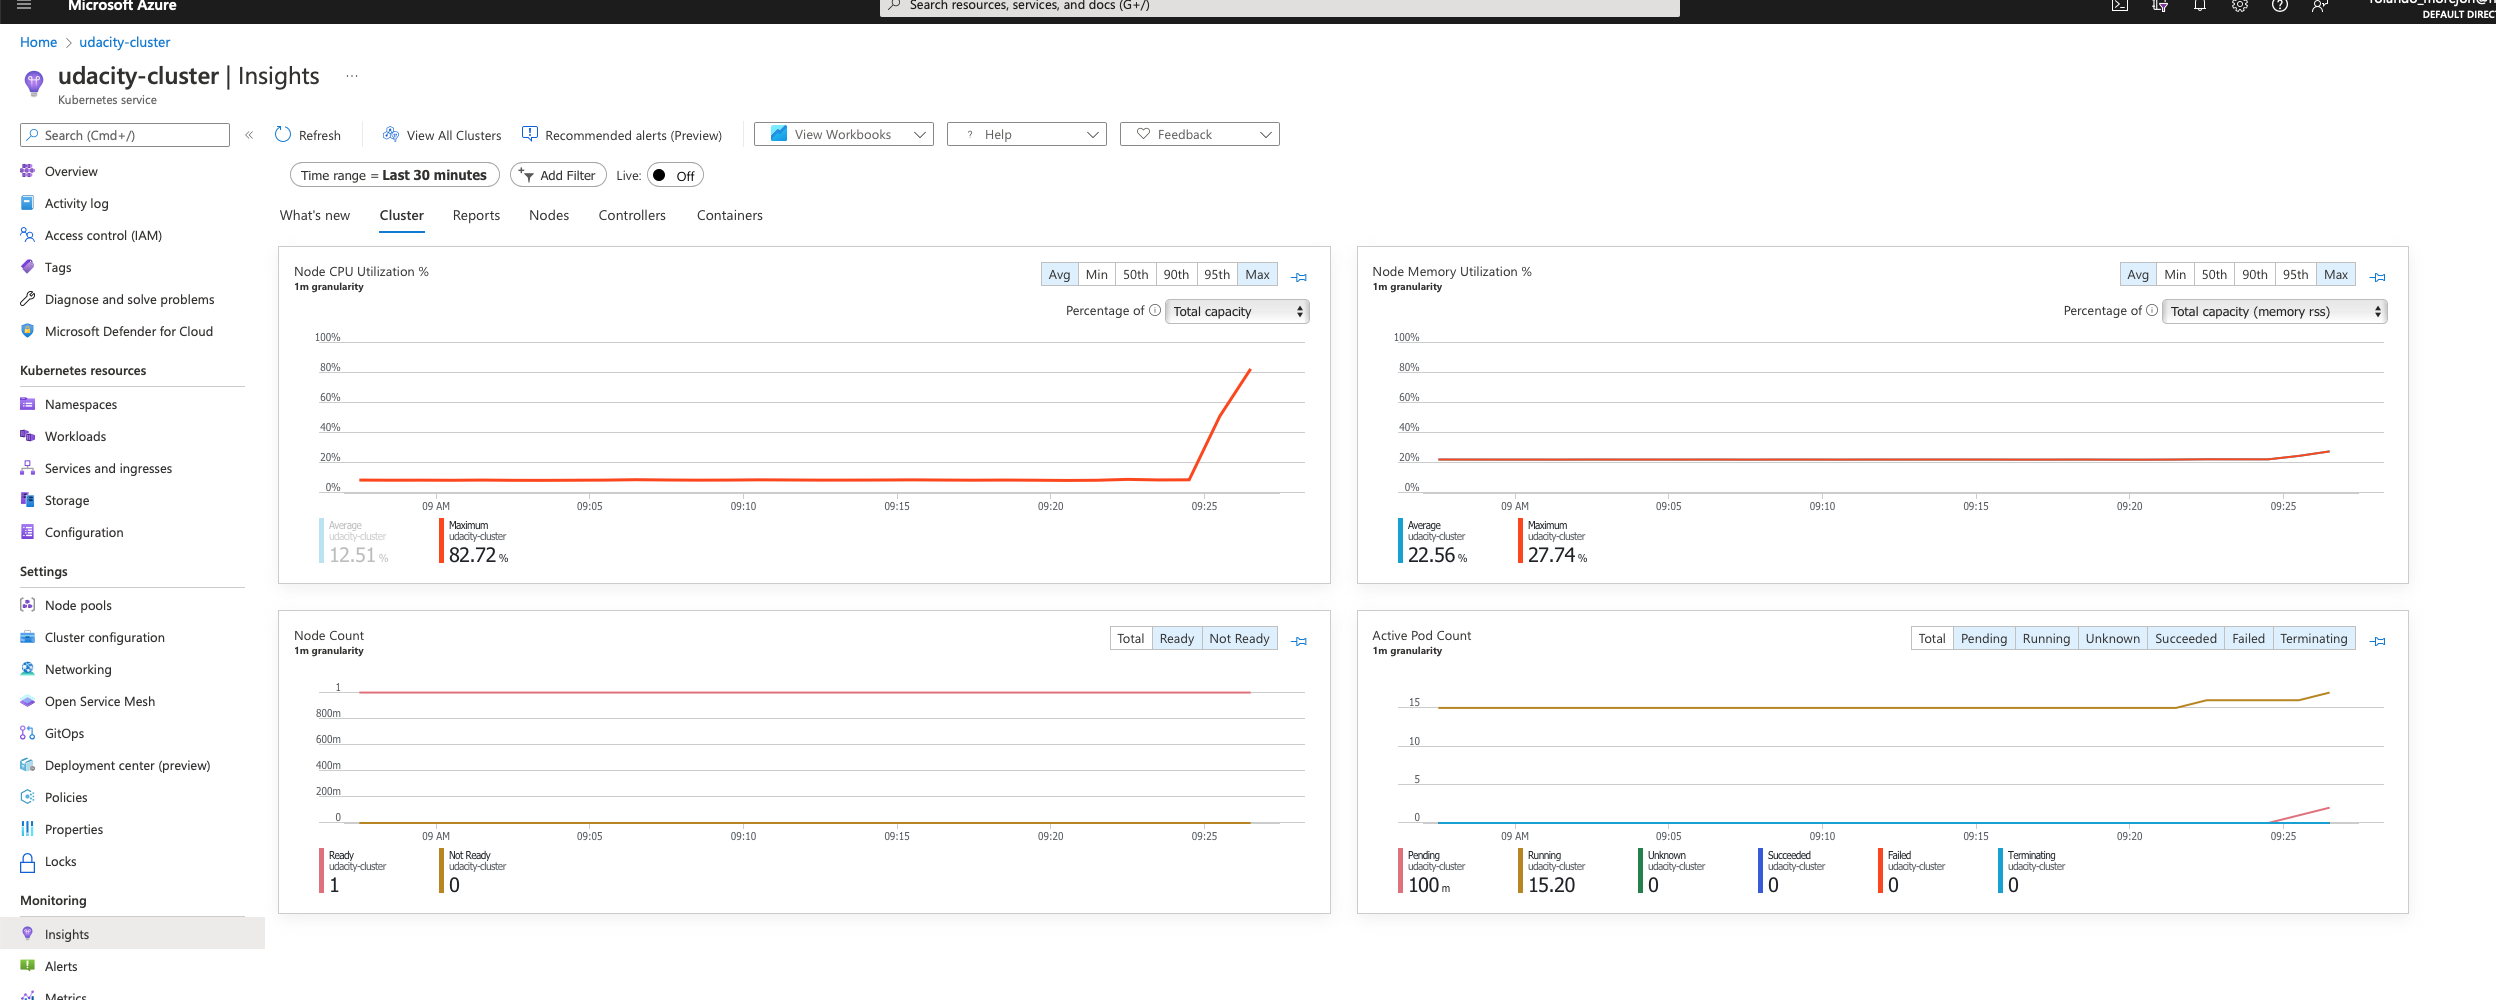 Microsoft Azure
Search resources, services, and docs (G+/)
DEFAULT DIREC
Home > udacity-cluster
udacity-cluster | Insights ...
Kubernetes service
Search (Cmd+/)
«
Refresh
View All Clusters
Recommended alerts (Preview)
View Workbooks
? Help
Feedback
Time range = Last 30 minutes
Add Filter
Live: Off
What's new
Cluster
Reports
Nodes
Controllers
Containers
Overview
Activity log
Access control (IAM)
Tags
Diagnose and solve problems
Microsoft Defender for Cloud
Kubernetes resources
Namespaces
Workloads
Services and ingresses
Storage
Configuration
Settings
Node pools
Cluster configuration
Networking
Open Service Mesh
GitOps
Deployment center (preview)
Policies
Properties
Locks
Monitoring
Insights
Alerts
Metrics
Node CPU Utilization %
1m granularity
Avg Min 50th 90th 95th Max
Percentage of Total capacity
100%
80%
60%
40%
20%
0%
09 AM 09:05 09:10 09:15 09:20 09:25
Average
udacity-cluster
12.51 %
Maximum
udacity-cluster
82.72 %
Node Memory Utilization %
1m granularity
Avg Min 50th 90th 95th Max
Percentage of Total capacity (memory rss)
100%
80%
60%
40%
20%
0%
09 AM 09:05 09:10 09:15 09:20 09:25
Average
udacity-cluster
22.56 %
Maximum
udacity-cluster
27.74 %
Node Count
1m granularity
Total Ready Not Ready
1
800m
600m
400m
200m
0
09 AM 09:05 09:10 09:15 09:20 09:25
Ready
udacity-cluster
1
Not Ready
udacity-cluster
0
Active Pod Count
1m granularity
Total Pending Running Unknown Succeeded Failed Terminating
15
10
5
0
09 AM 09:05 09:10 09:15 09:20 09:25
Pending
udacity-cluster
100 m
Running
udacity-cluster
15.20
Unknown
udacity-cluster
0
Succeeded
udacity-cluster
0
Failed
udacity-cluster
0
Terminating
udacity-cluster
0